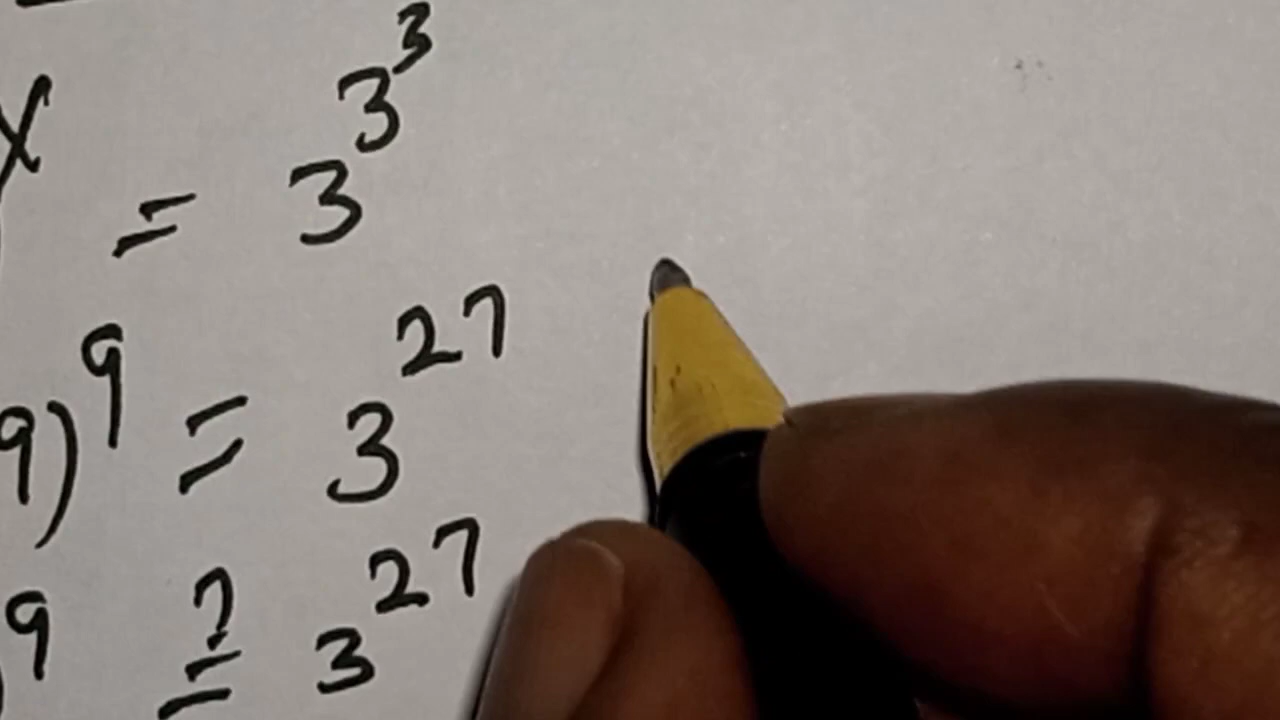 x = 3^3^3
9)^9 = 3^27
)^9 ?= 3^27